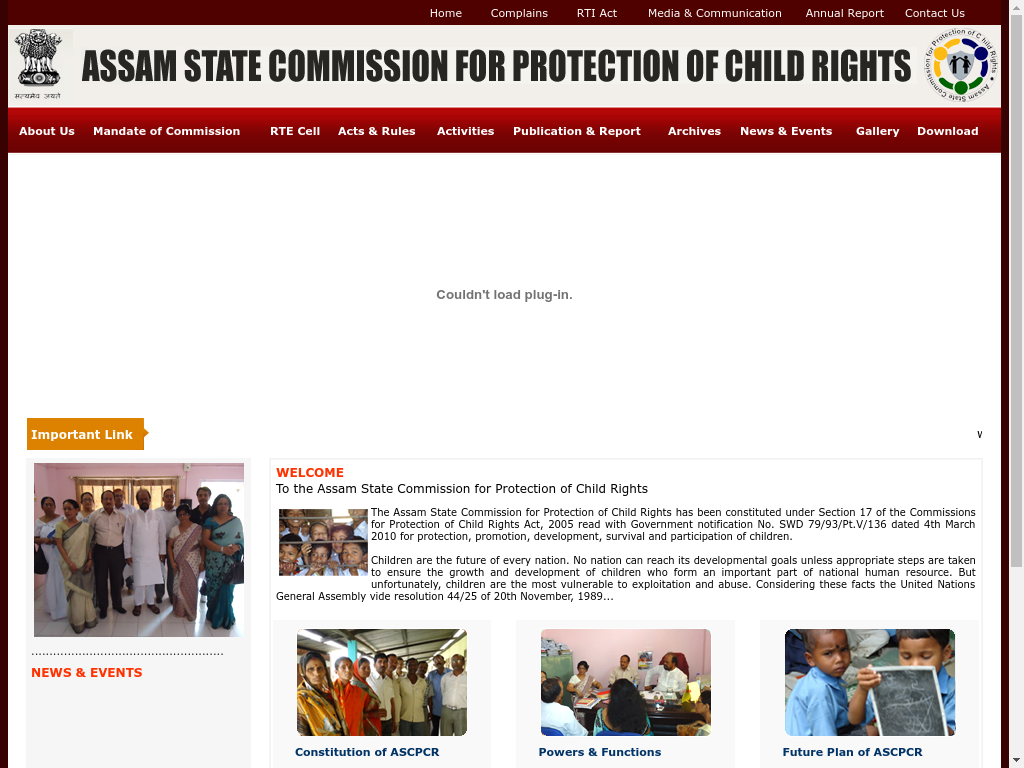 Home Complains RTI Act Media & Communication Annual Report Contact Us
सत्यमेव जयते
ASSAM STATE COMMISSION FOR PROTECTION OF CHILD RIGHTS
Assam State Commission for Protection of Child Rights
About Us Mandate of Commission RTE Cell Acts & Rules Activities Publication & Report Archives News & Events Gallery Download
Couldn't load plug-in.
Important Link
WELCOME
To the Assam State Commission for Protection of Child Rights
The Assam State Commission for Protection of Child Rights has been constituted under Section 17 of the Commissions
for Protection of Child Rights Act, 2005 read with Government notification No. SWD 79/93/Pt.V/136 dated 4th March
2010 for protection, promotion, development, survival and participation of children.
Children are the future of every nation. No nation can reach its developmental goals unless appropriate steps are taken
to ensure the growth and development of children who form an important part of national human resource. But
unfortunately, children are the most vulnerable to exploitation and abuse. Considering these facts the United Nations
General Assembly vide resolution 44/25 of 20th November, 1989...
.....................................................
NEWS & EVENTS
Constitution of ASCPCR
Powers & Functions
Future Plan of ASCPCR